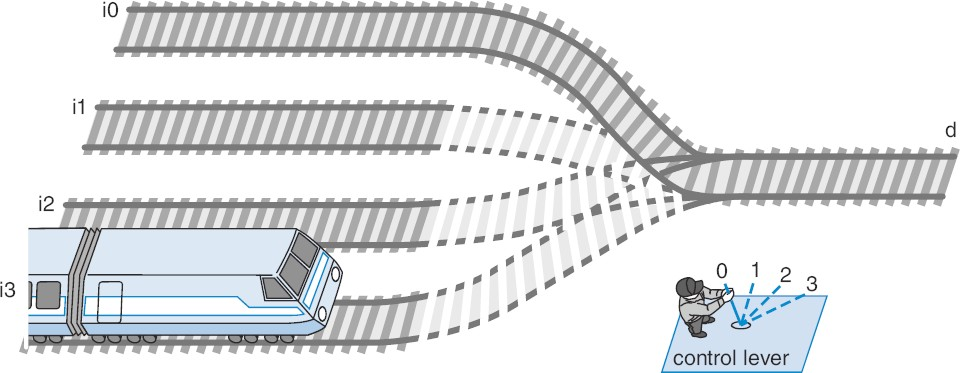 i0
i1
d
i2
i3
0 1 2 3
control lever